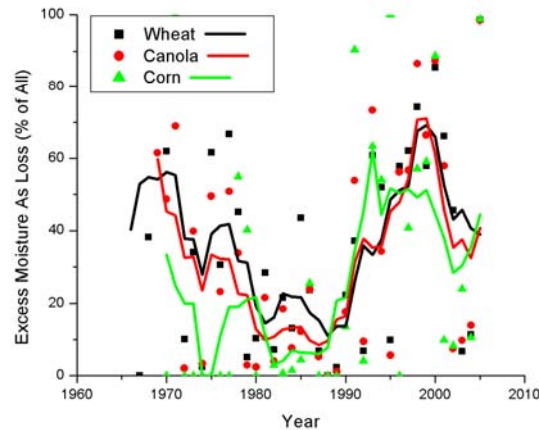 Excess Moisture As Loss (% of All)
100
80
60
40
20
0
Wheat
Canola
Corn
1960 1970 1980 1990 2000 2010
Year